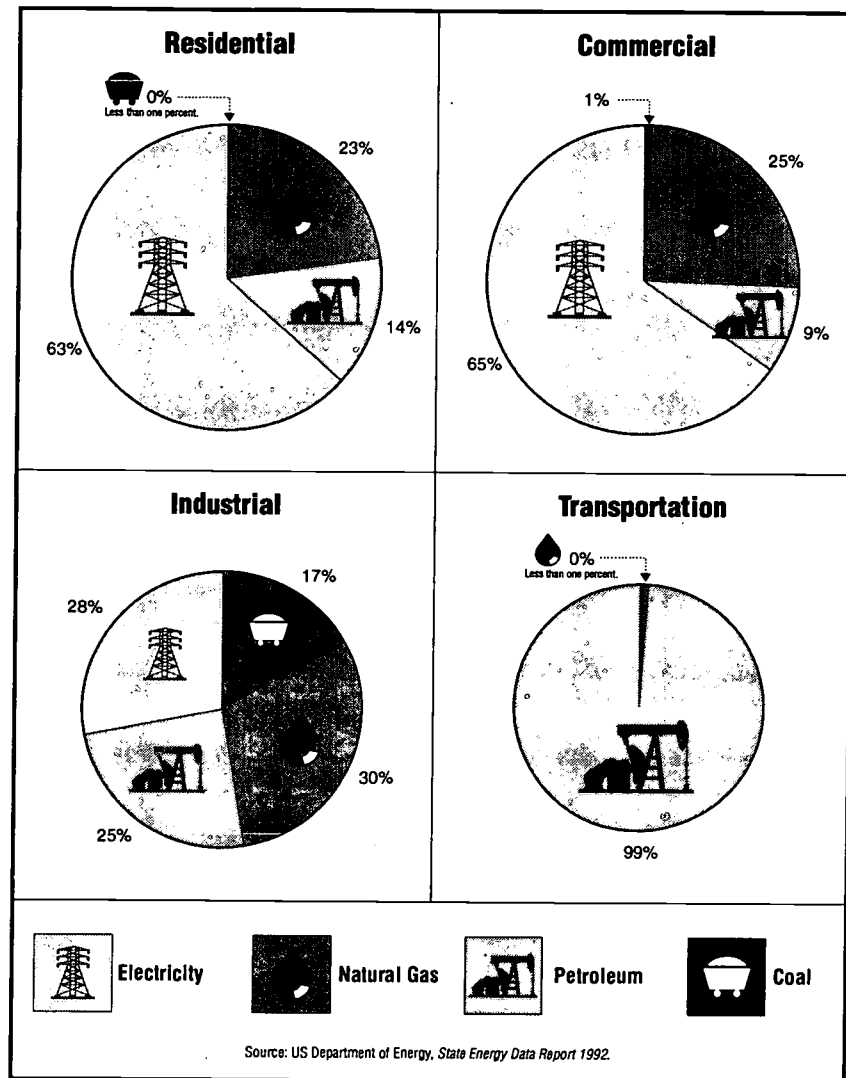 Residential
0%
Less than one percent.
23%
14%
63%
Commercial
1%
25%
9%
65%
Industrial
17%
28%
30%
25%
Transportation
0%
Less than one percent.
99%
Electricity
Natural Gas
Petroleum
Coal
Source: US Department of Energy, State Energy Data Report 1992.